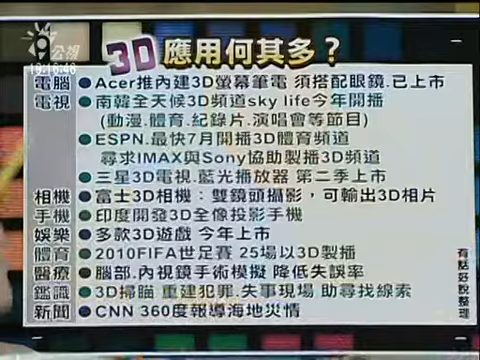 公視
19:16:46
3D應用何其多？
電腦 ●Acer推內建3D螢幕筆電 須搭配眼鏡.已上市
電視 ●南韓全天候3D頻道sky life今年開播
(動漫.體育.紀錄片.演唱會等節目)
●ESPN.最快7月開播3D體育頻道
尋求IMAX與Sony協助製播3D頻道
●三星3D電視.藍光播放器 第二季上市
相機 ●富士3D相機：雙鏡頭攝影，可輸出3D相片
手機 ●印度開發3D全像投影手機
娛樂 ●多款3D遊戲 今年上市
體育 ●2010FIFA世足賽 25場以3D製播
醫療 ●腦部.內視鏡手術模擬 降低失誤率
鑑識 ●3D掃瞄 重建犯罪.失事現場 助尋找線索
新聞 ●CNN 360度報導海地災情
有話好說整理